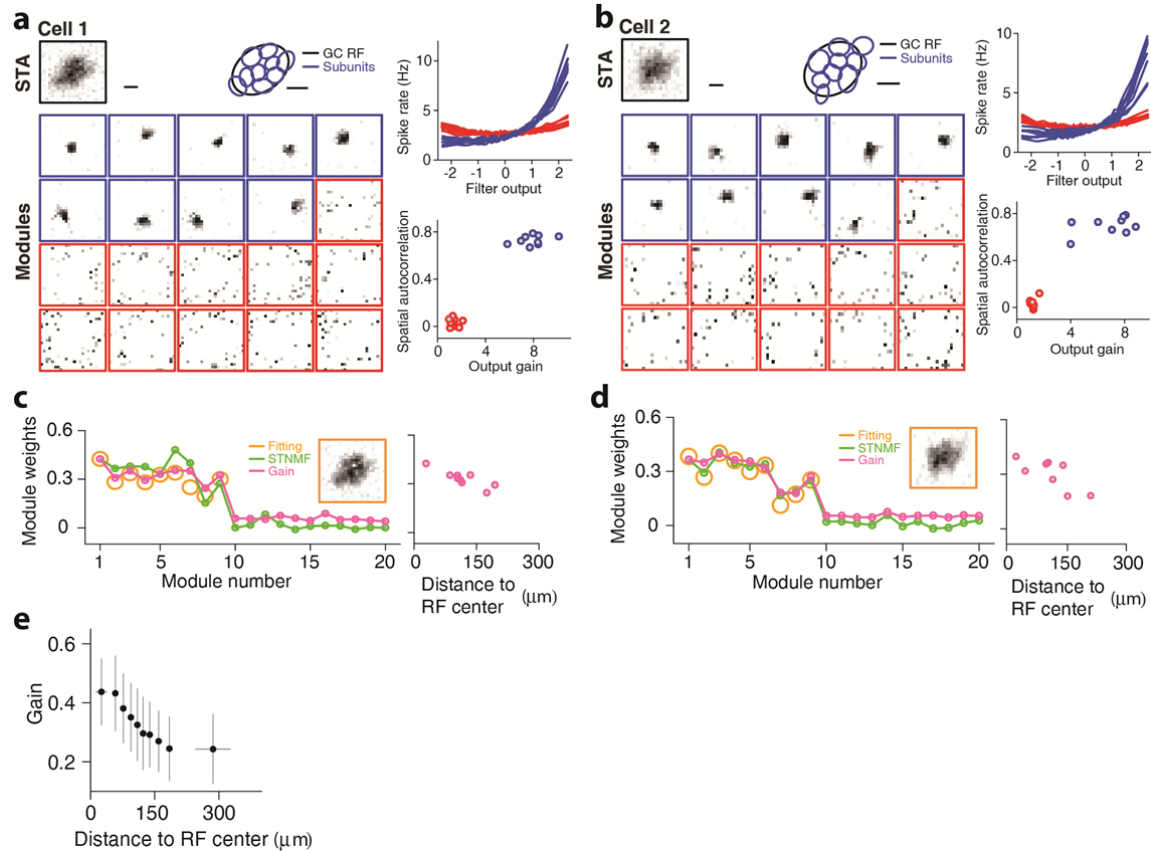 a
Cell 1
STA
GC RF
Subunits
Modules
Spike rate (Hz)
10
5
0
-2 -1 0 1 2
Filter output
Spatial autocorrelation
0.8
0.4
0
0 4 8
Output gain
b
Cell 2
STA
GC RF
Subunits
Modules
Spike rate (Hz)
10
5
0
-2 -1 0 1 2
Filter output
Spatial autocorrelation
0.8
0.4
0
0 4 8
Output gain
c
Module weights
0.6
0.3
0
Fitting
STNMF
Gain
1 5 10 15 20
Module number
0 150 300
Distance to
RF center (μm)
d
Module weights
0.6
0.3
0
Fitting
STNMF
Gain
1 5 10 15 20
Module number
0 150 300
Distance to
RF center (μm)
e
Gain
0.6
0.4
0.2
0 150 300
Distance to RF center (μm)